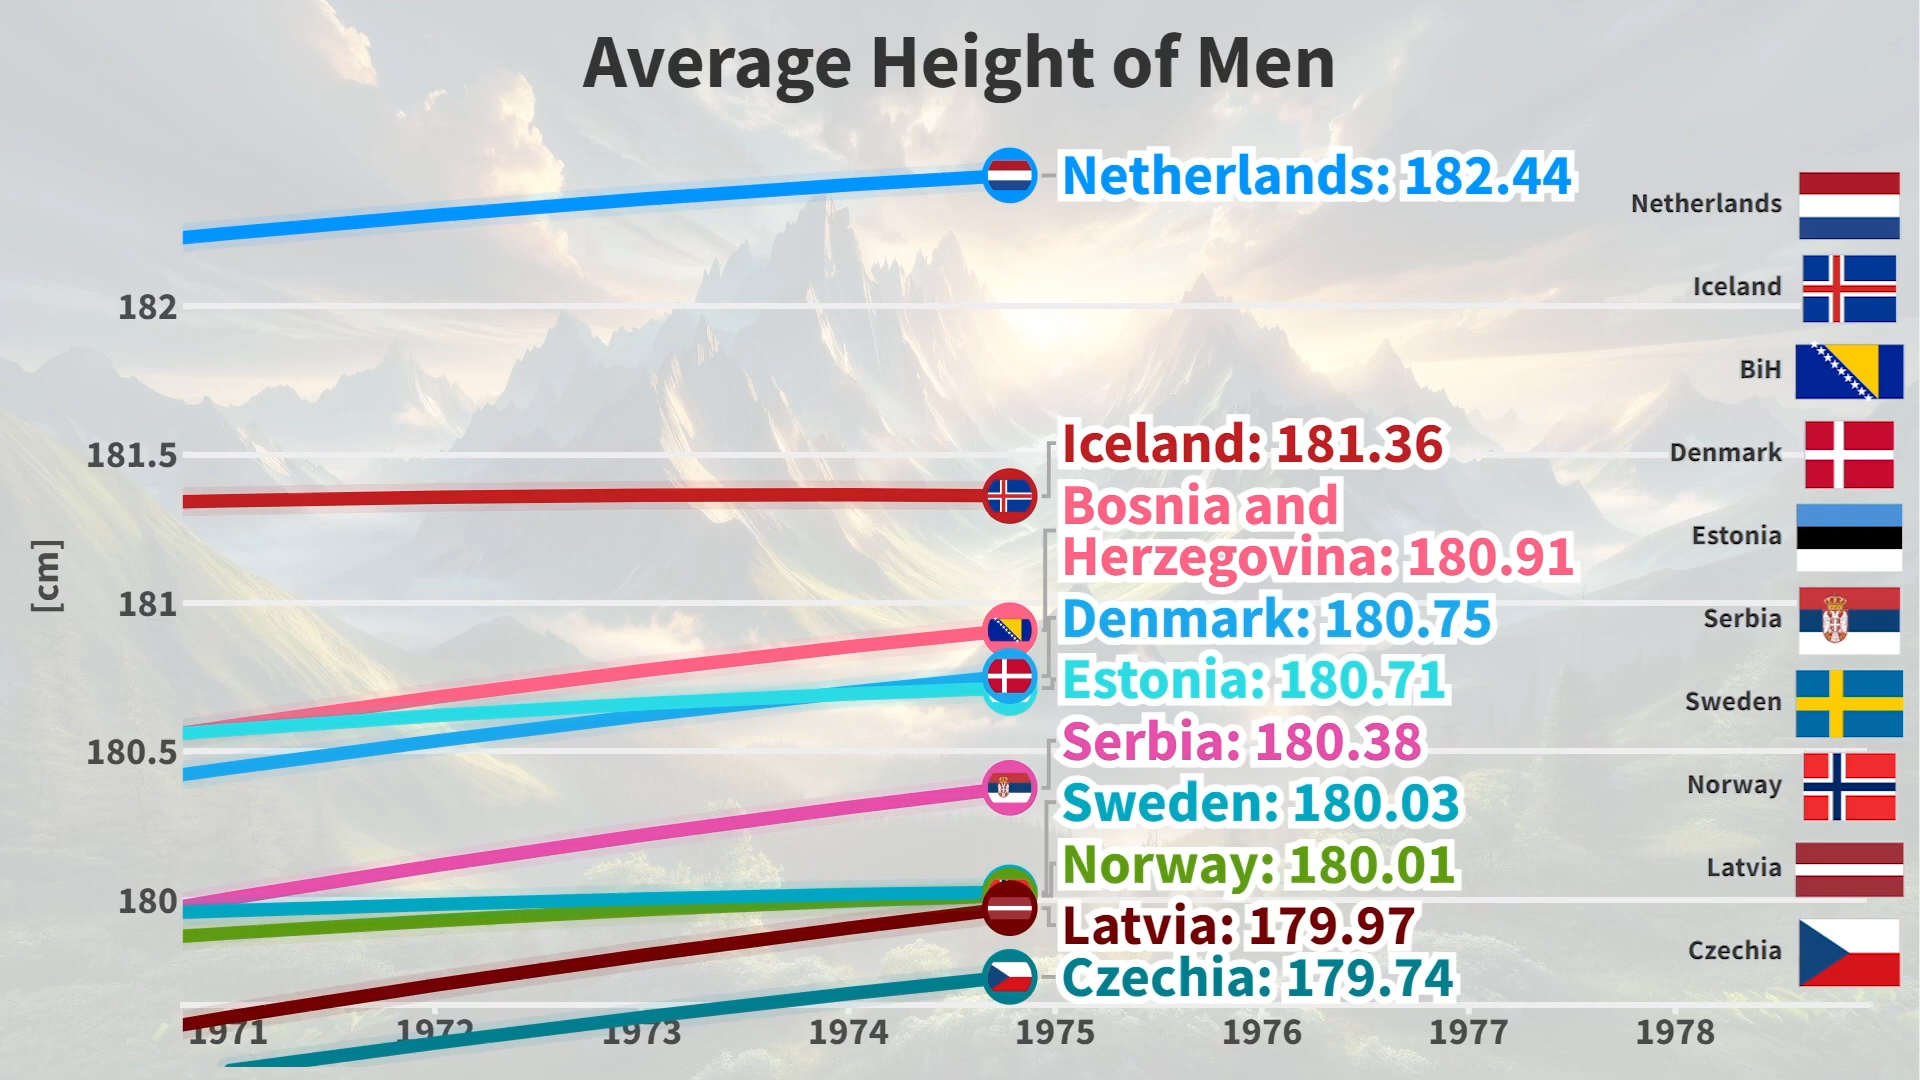 Average Height of Men
Netherlands: 182.44
Iceland: 181.36
Bosnia and
Herzegovina: 180.91
Denmark: 180.75
Estonia: 180.71
Serbia: 180.38
Sweden: 180.03
Norway: 180.01
Latvia: 179.97
Czechia: 179.74
Netherlands
Iceland
BiH
Denmark
Estonia
Serbia
Sweden
Norway
Latvia
Czechia
[cm]
182
181.5
181
180.5
180
1971 1972 1973 1974 1975 1976 1977 1978